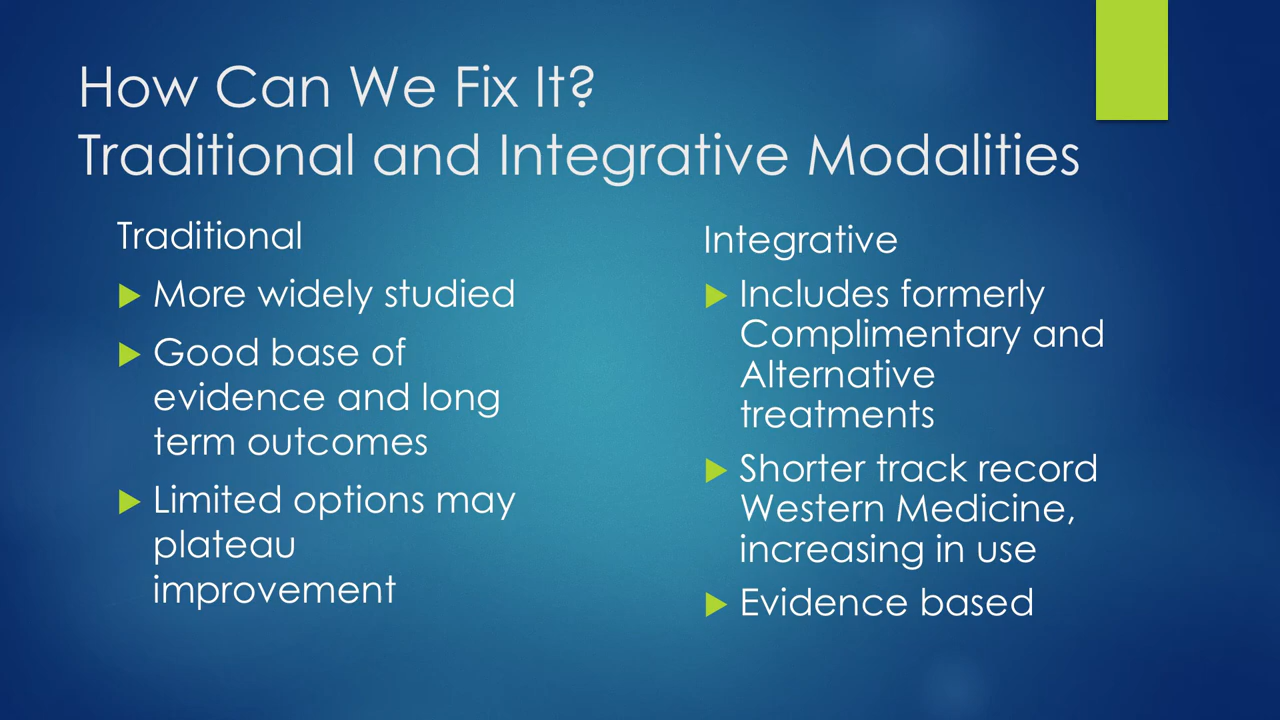 How Can We Fix It?
Traditional and Integrative Modalities
Traditional
More widely studied
Good base of
evidence and long
term outcomes
Limited options may
plateau
improvement
Integrative
Includes formerly
Complimentary and
Alternative
treatments
Shorter track record
Western Medicine,
increasing in use
Evidence based